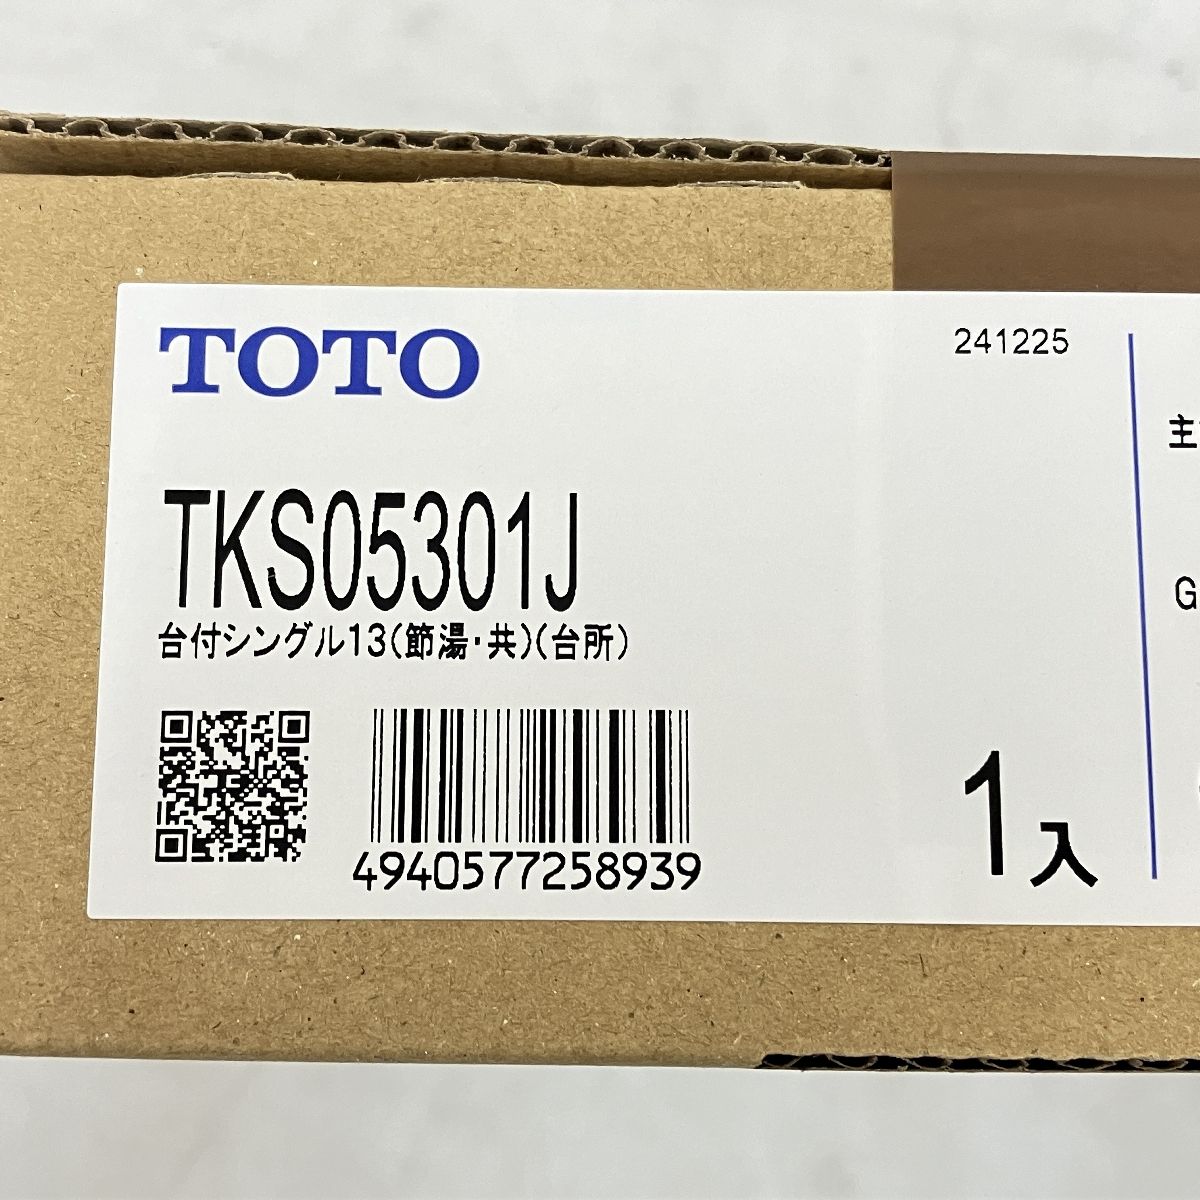 TOTO
241225
TKS05301J
台付シングル13(節湯・共)(台所)
4940577258939
1入
主
G